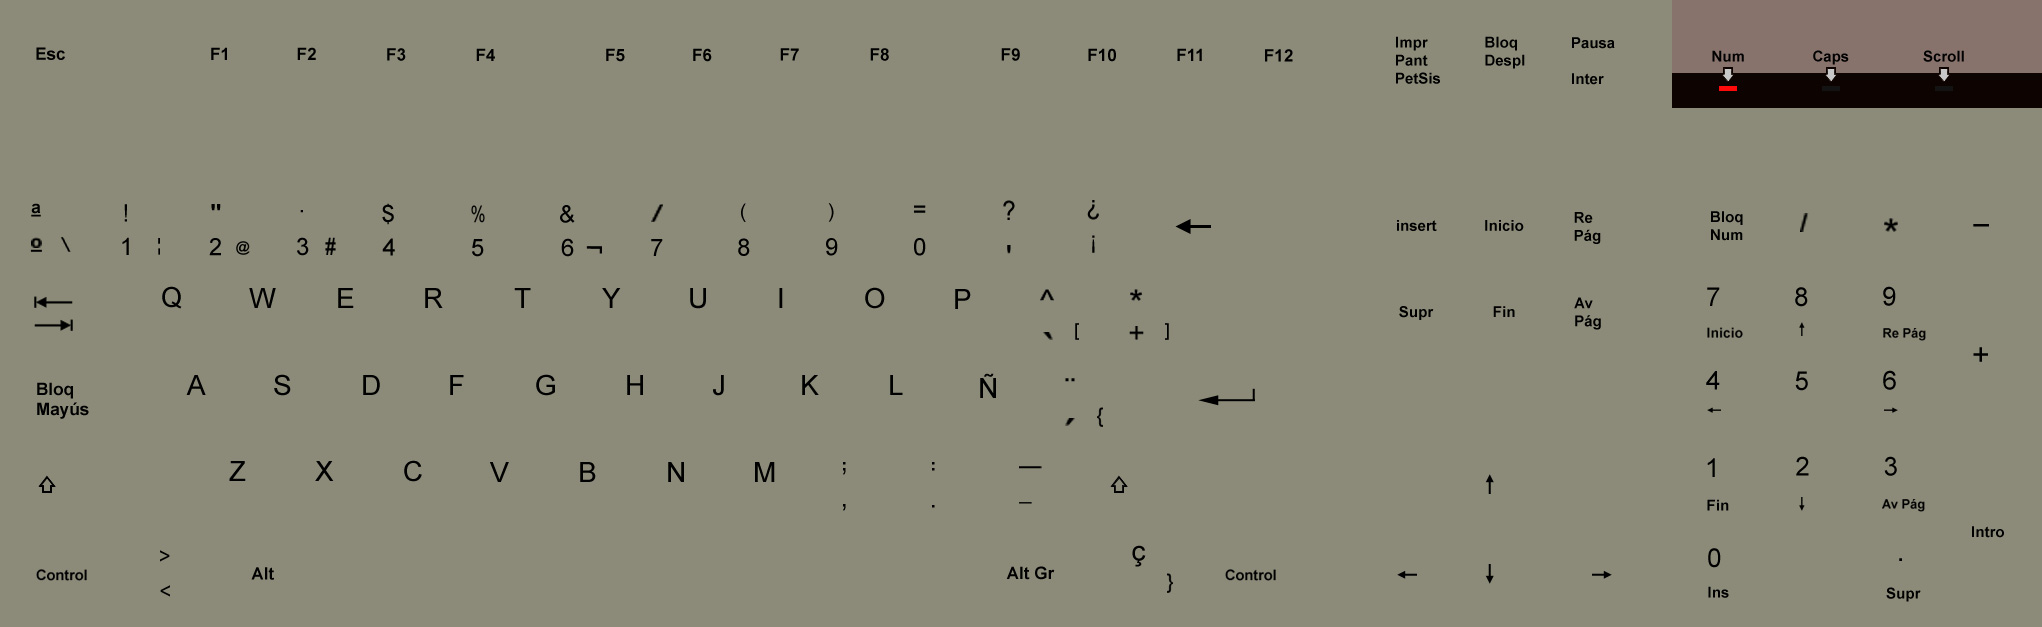 Esc F1 F2 F3 F4 F5 F6 F7 F8 F9 F10 F11 F12
Impr Pant PetSis
Bloq Despl
Pausa Inter
Num Caps Scroll
ª ! " · $ % & / ( ) = ? ¿
º \ 1 ¦ 2 @ 3 # 4 5 6 ¬ 7 8 9 0 ' ¡ ←
insert Inicio Re Pág
Bloq Num / * −
Q W E R T Y U I O P ^ *
` [ + ]
Supr Fin Av Pág
7 8 9
Inicio ↑ Re Pág
+
Bloq Mayús
A S D F G H J K L Ñ ¨
´ {
4 5 6
← →
Z X C V B N M ; : —
, . –
↑
1 2 3
Fin ↓ Av Pág
Intro
Control > < Alt Alt Gr Ç } Control
← ↓ →
0 .
Ins Supr